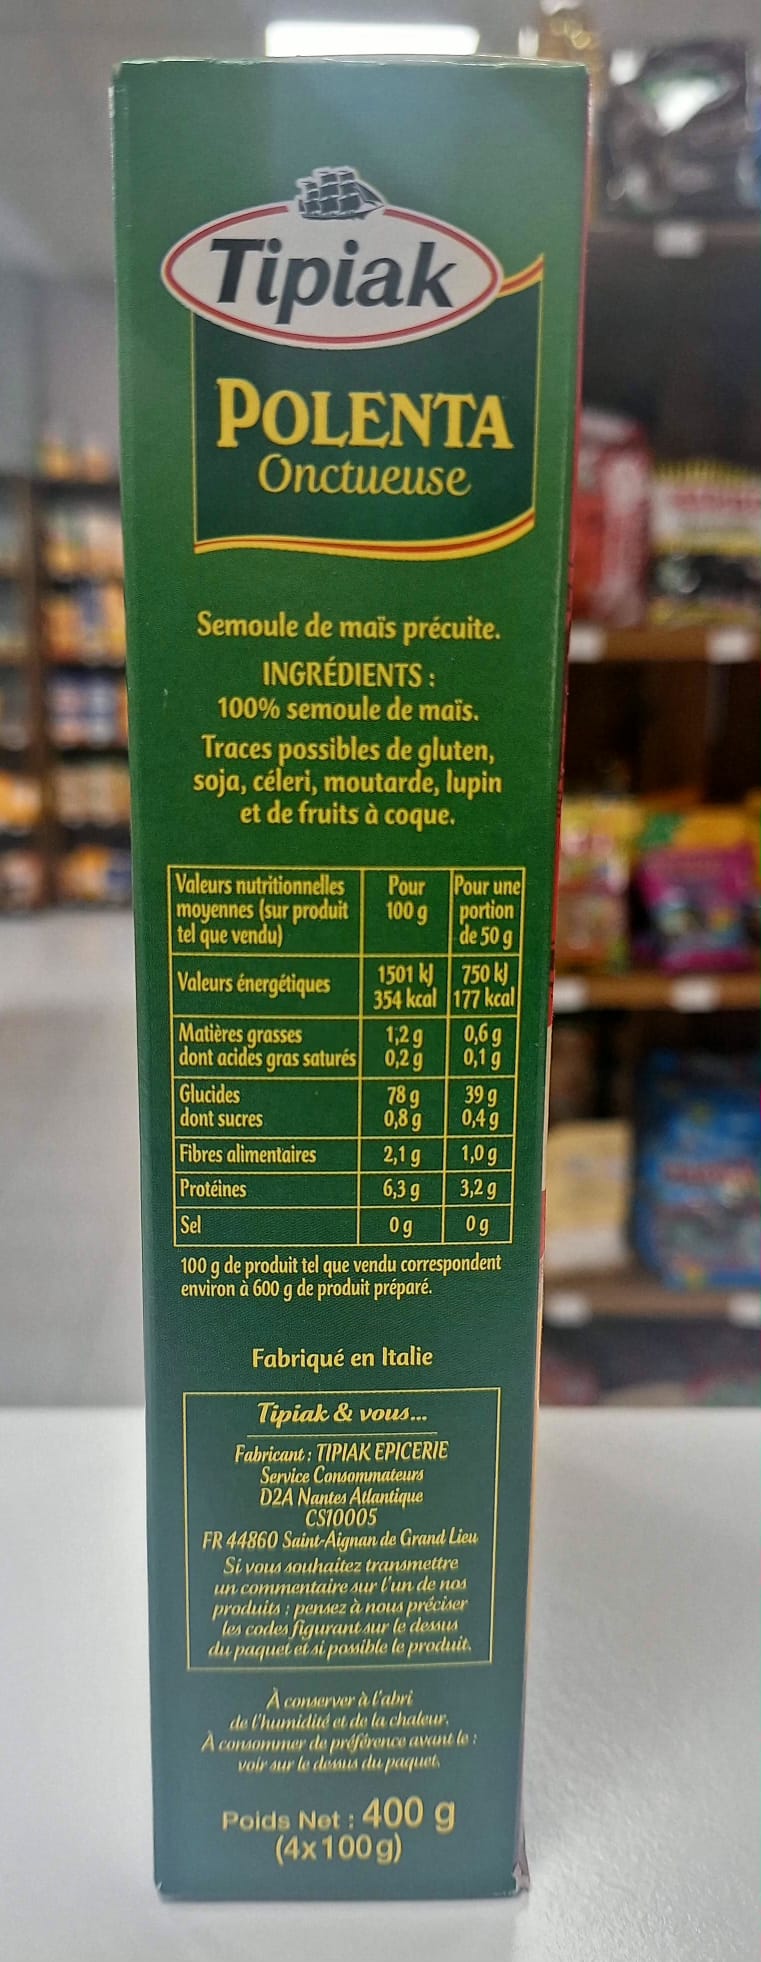 Tipiak
POLENTA
Onctueuse
Semoule de maïs précuite.
INGRÉDIENTS :
100% semoule de maïs.
Traces possibles de gluten,
soja, céleri, moutarde, lupin
et de fruits à coque.
Valeurs nutritionnelles moyennes (sur produit tel que vendu) Pour 100 g Pour une portion de 50 g
Valeurs énergétiques 1501 kJ 354 kcal 750 kJ 177 kcal
Matières grasses 1,2 g 0,6 g
dont acides gras saturés 0,2 g 0,1 g
Glucides 78 g 39 g
dont sucres 0,8 g 0,4 g
Fibres alimentaires 2,1 g 1,0 g
Protéines 6,3 g 3,2 g
Sel 0 g 0 g
100 g de produit tel que vendu correspondent
environ à 600 g de produit préparé.
Fabriqué en Italie
Tipiak & vous...
Fabricant : TIPIAK EPICERIE
Service Consommateurs
D2A Nantes Atlantique
CS10005
FR 44860 Saint-Aignan de Grand Lieu
Si vous souhaitez transmettre
un commentaire sur l'un de nos
produits : pensez à nous préciser
les codes figurant sur le dessus
du paquet et si possible le produit.
À conserver à l'abri
de l'humidité et de la chaleur.
À consommer de préférence avant le :
voir sur le dessus du paquet.
Poids Net : 400 g
(4x100g)